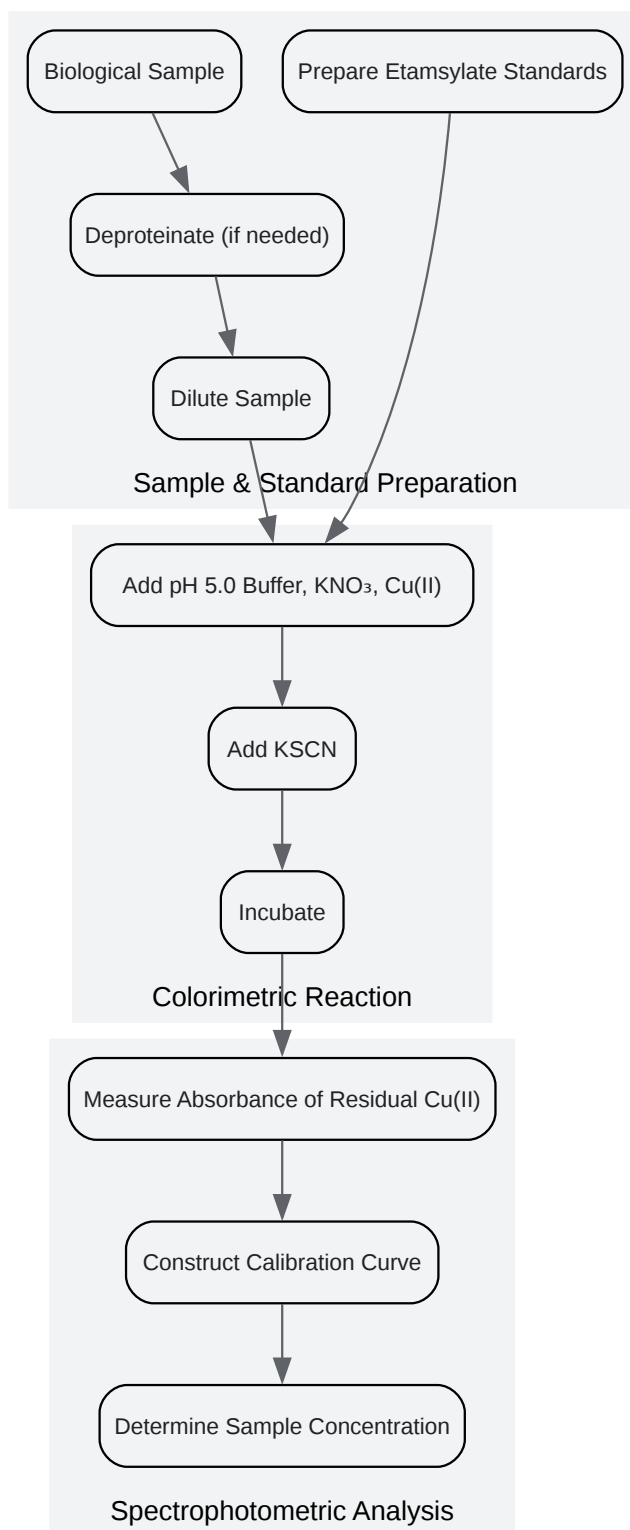 Biological Sample
Prepare Etamsylate Standards
Deproteinate (if needed)
Dilute Sample
Sample & Standard Preparation
Add pH 5.0 Buffer, KNO₃, Cu(II)
Add KSCN
Incubate
Colorimetric Reaction
Measure Absorbance of Residual Cu(II)
Construct Calibration Curve
Determine Sample Concentration
Spectrophotometric Analysis